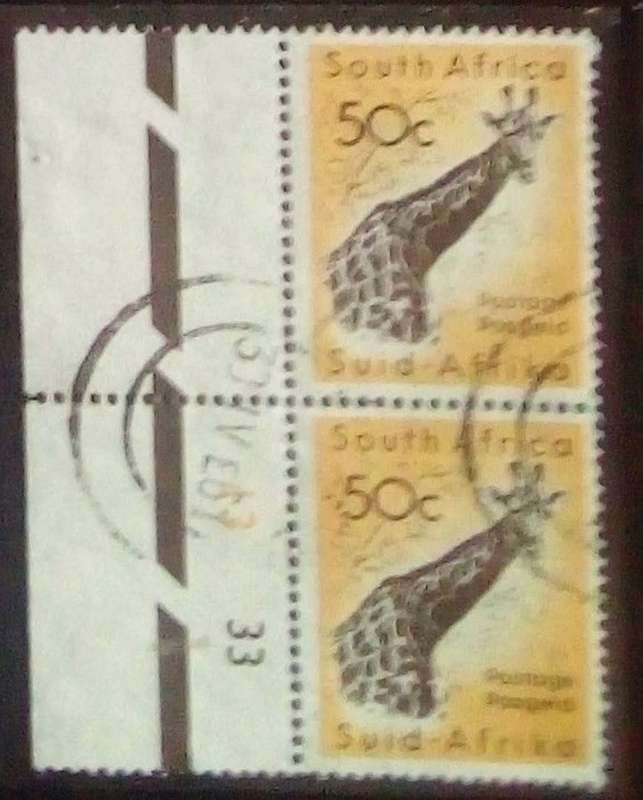 South Africa
50c
Postage
Posgeld
Suid-Afrika
South Africa
50c
Postage
Posgeld
Suid-Afrika
33